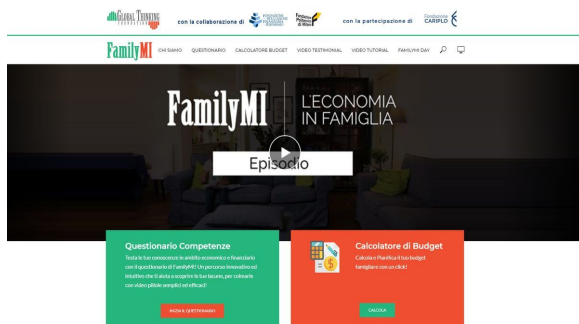 GLOBAL THINKING
FOUNDATION
con la collaborazione di
Fondazione
Politecnico
di Milano
con la partecipazione di
Fondazione
CARIPLO
FamilyMI
CHI SIAMO
QUESTIONARIO
CALCOLATORE BUDGET
VIDEO TESTIMONIAL
VIDEO TUTORIAL
FAMILYMI DAY
FamilyMI
L'ECONOMIA
IN FAMIGLIA
Episodio
Questionario Competenze
Testa le tue conoscenze in ambito economico e finanziario
con il questionario di FamilyMI! Un percorso innovativo ed
intuitivo che ti aiuta a scoprire le tue lacune, per colmarle
con video pillole semplici ed efficaci!
INIZIA IL QUESTIONARIO
Calcolatore di Budget
Calcola e Pianifica il tuo budget
famigliare con un click!
CALCOLA